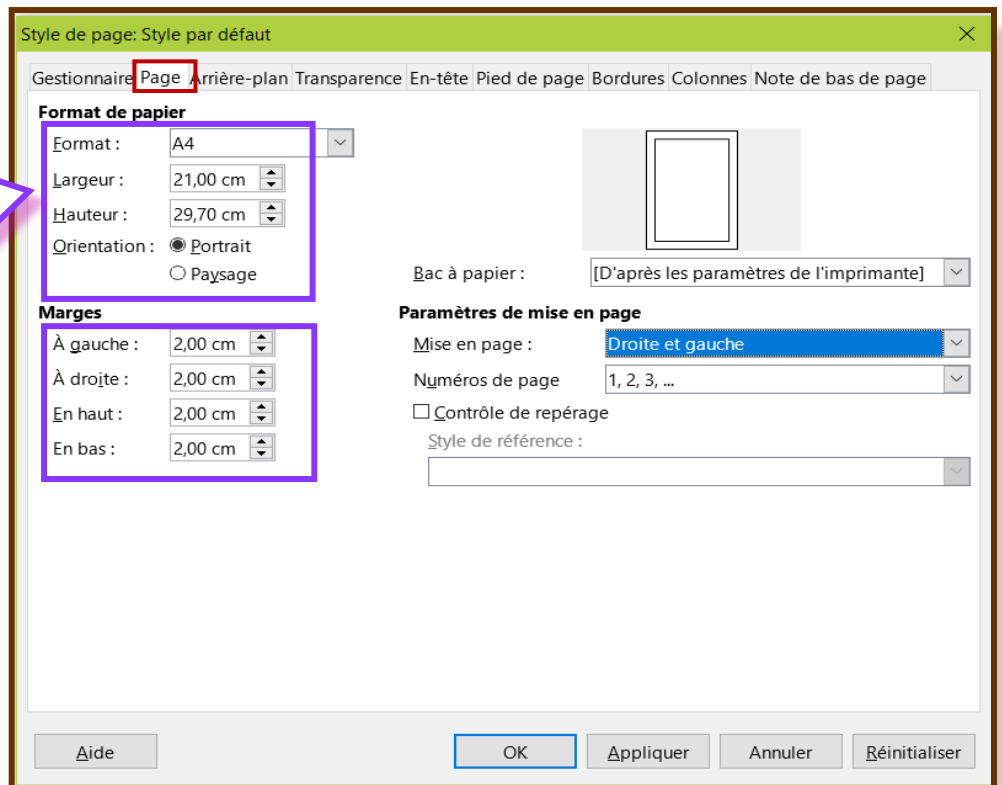 Style de page: Style par défaut
Gestionnaire Page Arrière-plan Transparence En-tête Pied de page Bordures Colonnes Note de bas de page
Format de papier
Format : A4
Largeur : 21,00 cm
Hauteur : 29,70 cm
Orientation : Portrait
Paysage
Bac à papier : [D'après les paramètres de l'imprimante]
Marges
À gauche : 2,00 cm
À droite : 2,00 cm
En haut : 2,00 cm
En bas : 2,00 cm
Paramètres de mise en page
Mise en page : Droite et gauche
Numéros de page 1, 2, 3, ...
Contrôle de repérage
Style de référence :
Aide OK Appliquer Annuler Réinitialiser